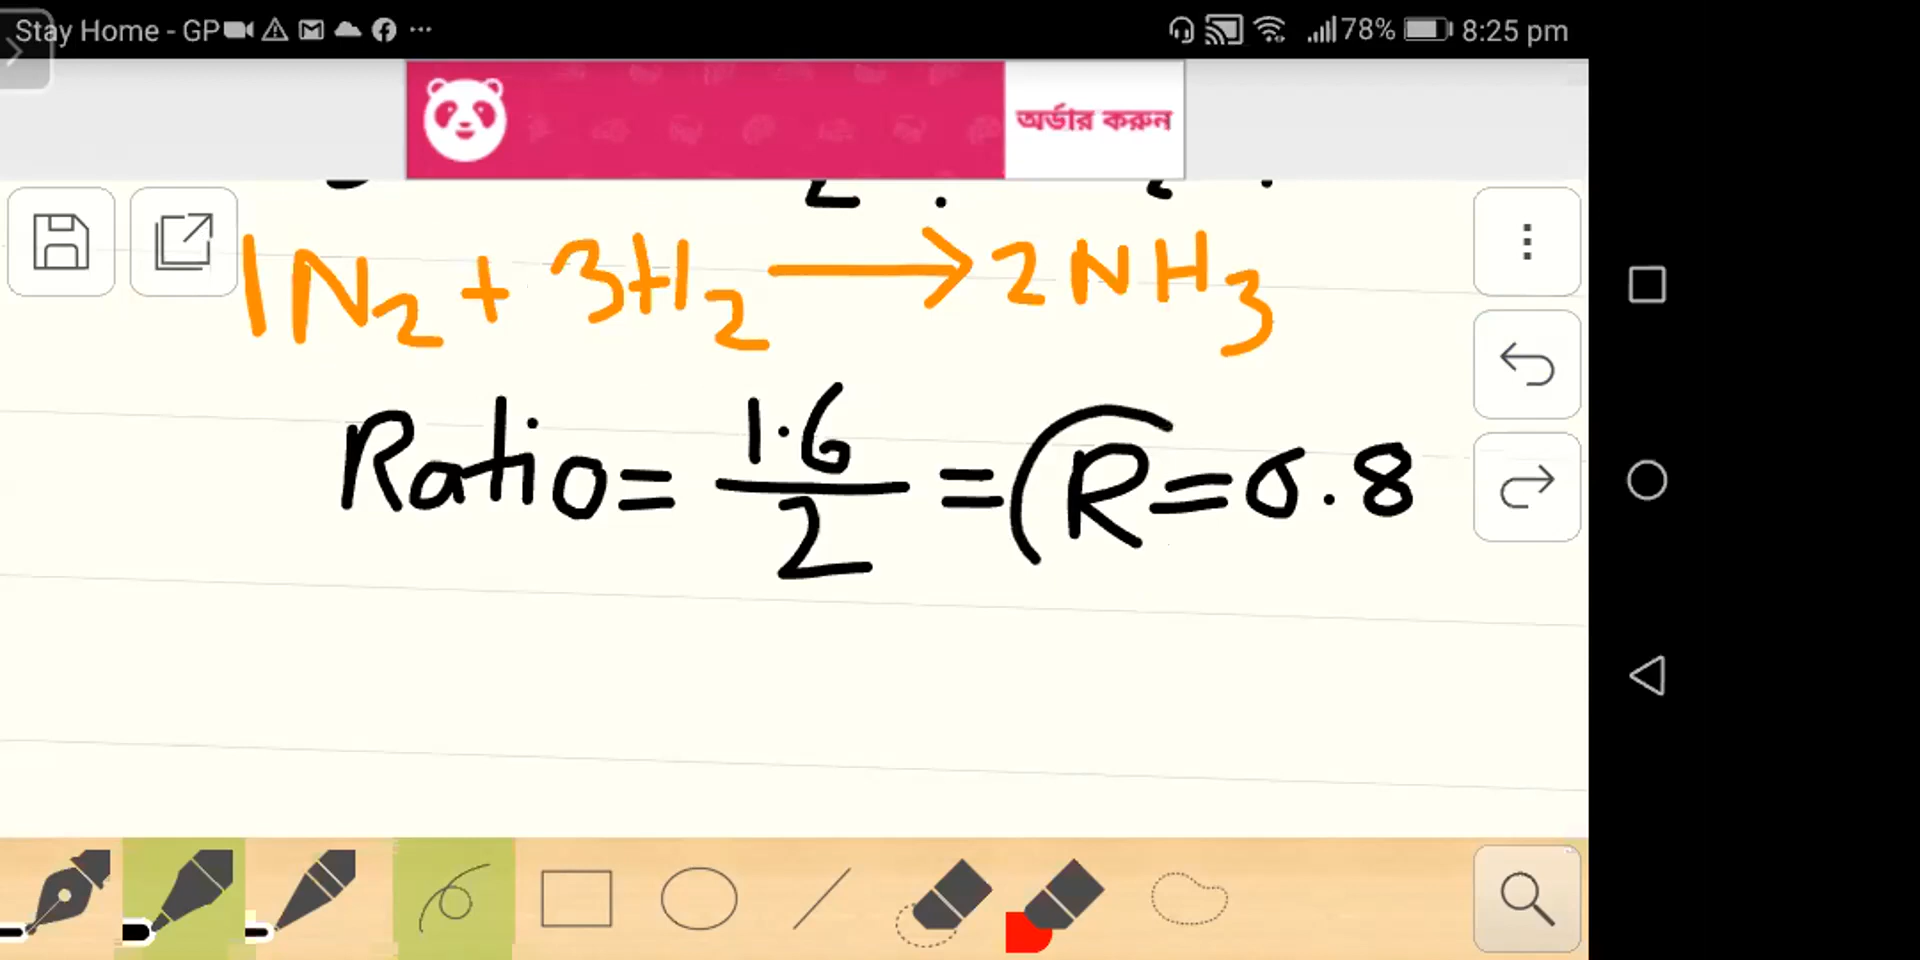 Stay Home - GP ... 78% 8:25 pm
অর্ডার করুন
1N₂ + 3H₂ → 2NH₃
Ratio = 1.6/2 = (R = 0.8